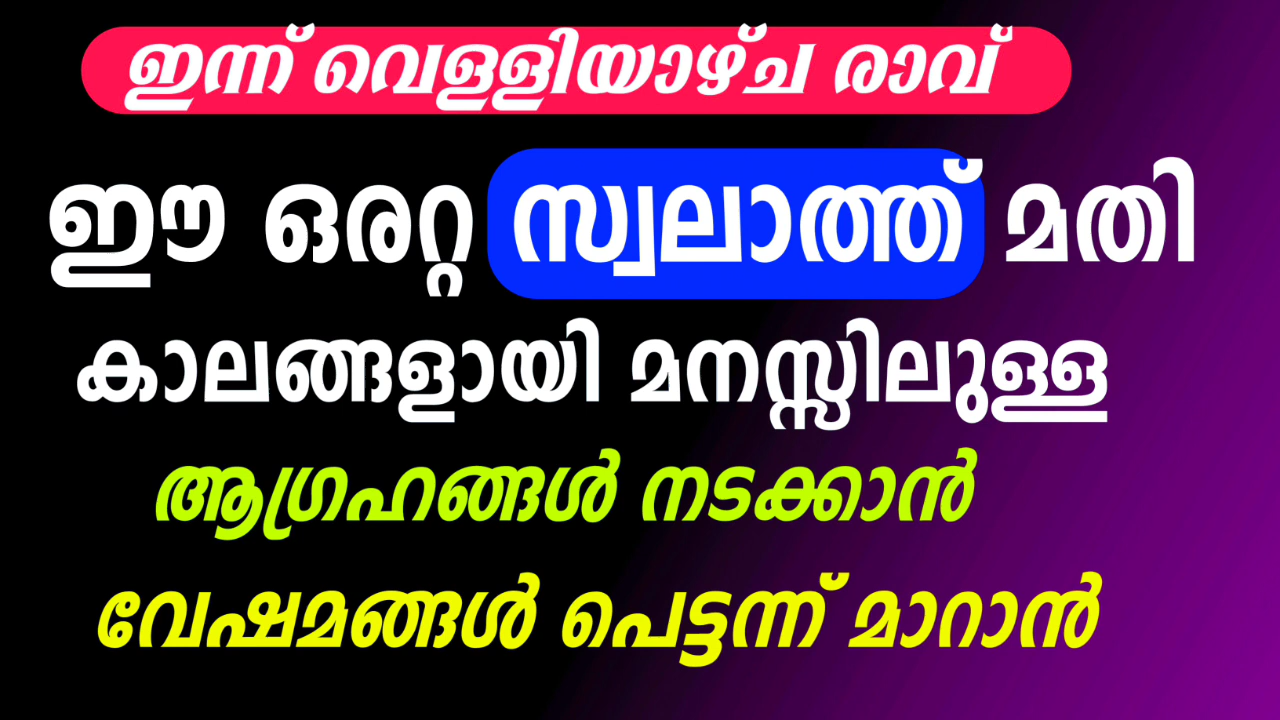 ഇന്ന് വെള്ളിയാഴ്ച രാവ്
ഈ ഒരറ്റ സ്വലാത്ത് മതി
കാലങ്ങളായി മനസ്സിലുള്ള
ആഗ്രഹങ്ങൾ നടക്കാൻ
വേഷമങ്ങൾ പെട്ടന്ന് മാറാൻ